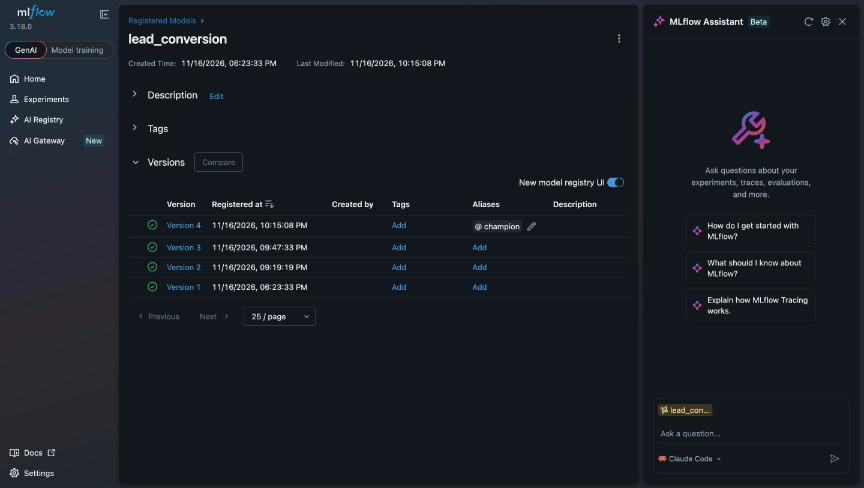 mlflow
3.18.0
GenAI
Model training
Home
Experiments
AI Registry
AI Gateway
New
Docs
Settings
Registered Models
lead_conversion
Created Time: 11/16/2026, 06:23:33 PM
Last Modified: 11/16/2026, 10:15:08 PM
Description
Edit
Tags
Versions
Compare
New model registry UI
Version Registered at Created by Tags Aliases Description
Version 4 11/16/2026, 10:15:08 PM Add @ champion
Version 3 11/16/2026, 09:47:33 PM Add Add
Version 2 11/16/2026, 09:19:19 PM Add Add
Version 1 11/16/2026, 06:23:33 PM Add Add
Previous
Next
25 / page
MLflow Assistant
Beta
Ask questions about your
experiments, traces, evaluations,
and more.
How do I get started with
MLflow?
What should I know about
MLflow?
Explain how MLflow Tracing
works.
lead_con...
Ask a question...
Claude Code